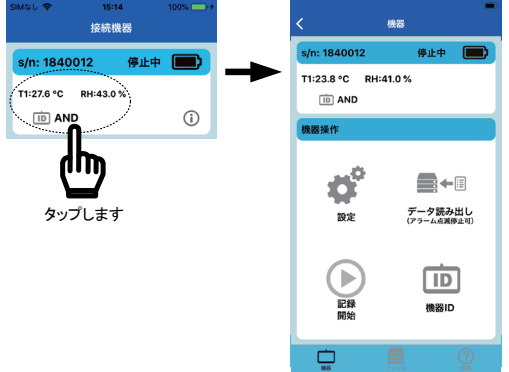 SIMなし 15:14 100%
接続機器
s/n: 1840012 停止中
T1:27.6 °C RH:43.0 %
ID AND
タップします
機器
s/n: 1840012 停止中
T1:23.8 °C RH:41.0 %
ID AND
機器操作
設定
データ読み出し
(アラーム点滅停止可)
記録
開始
ID
機器ID
機器